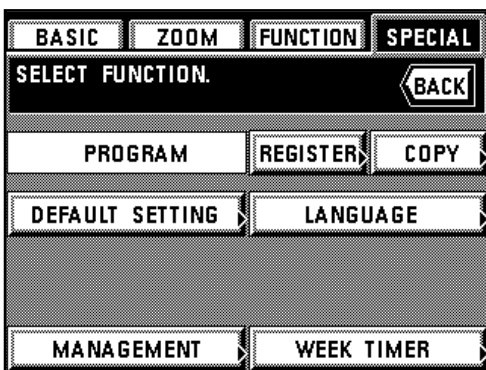 BASIC ZOOM FUNCTION SPECIAL
SELECT FUNCTION.
BACK
PROGRAM REGISTER COPY
DEFAULT SETTING LANGUAGE
MANAGEMENT WEEK TIMER